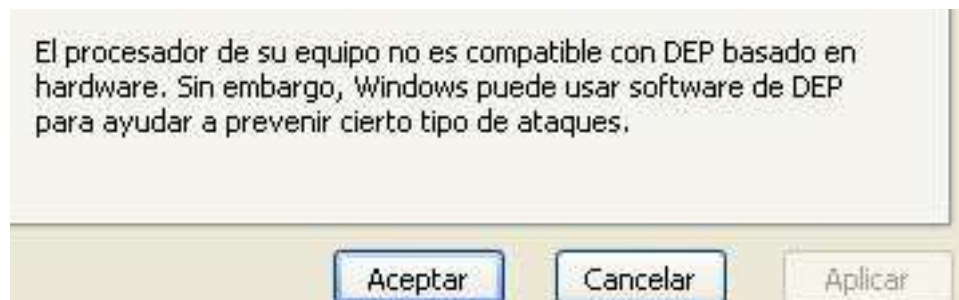 El procesador de su equipo no es compatible con DEP basado en
hardware. Sin embargo, Windows puede usar software de DEP
para ayudar a prevenir cierto tipo de ataques.
Aceptar Cancelar Aplicar